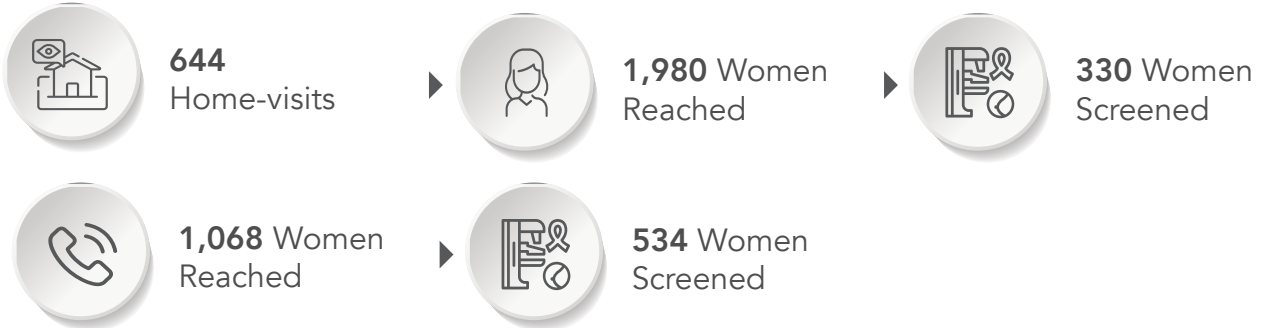 644
Home-visits
1,980 Women
Reached
330 Women
Screened
1,068 Women
Reached
534 Women
Screened